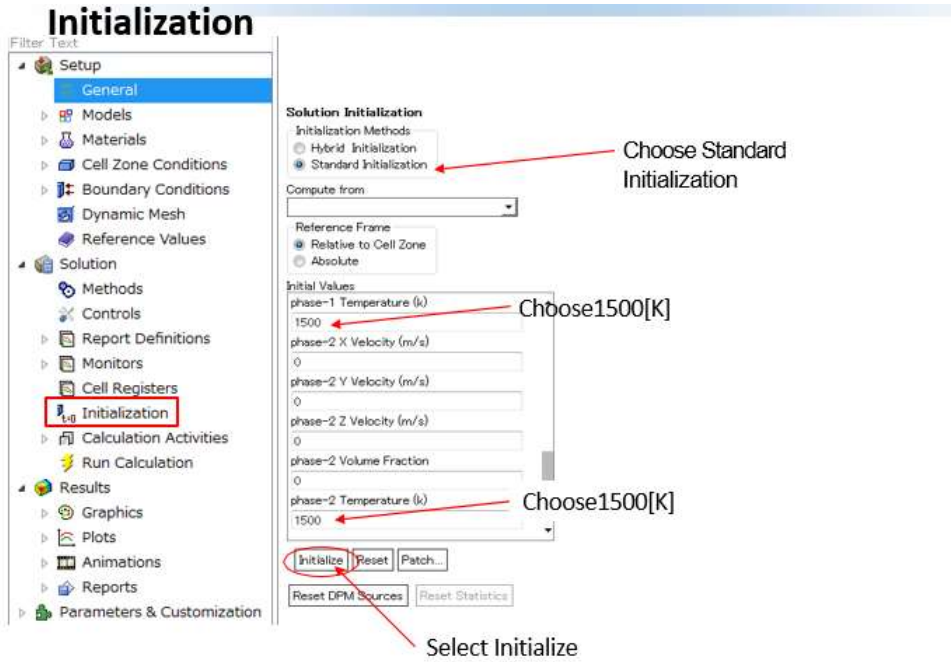 Initialization
Filter Text
Setup
General
Models
Materials
Cell Zone Conditions
Boundary Conditions
Dynamic Mesh
Reference Values
Solution
Methods
Controls
Report Definitions
Monitors
Cell Registers
t=0 Initialization
Calculation Activities
Run Calculation
Results
Graphics
Plots
Animations
Reports
Parameters & Customization
Solution Initialization
Initialization Methods
Hybrid Initialization
Standard Initialization
Choose Standard
Initialization
Compute from
Reference Frame
Relative to Cell Zone
Absolute
Initial Values
phase-1 Temperature (k)
1500
Choose1500[K]
phase-2 X Velocity (m/s)
0
phase-2 Y Velocity (m/s)
0
phase-2 Z Velocity (m/s)
0
phase-2 Volume Fraction
0
phase-2 Temperature (k)
1500
Choose1500[K]
Initialize Reset Patch...
Reset DPM Sources Reset Statistics
Select Initialize